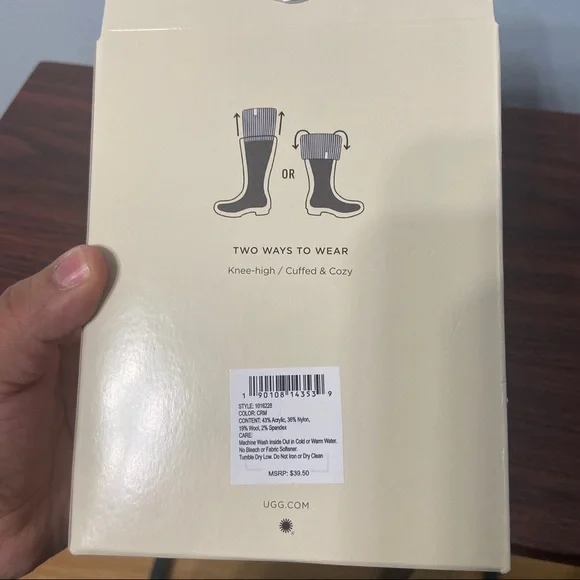 OR
TWO WAYS TO WEAR
Knee-high / Cuffed & Cozy
1 90108 14353 9
STYLE: 1016228
COLOR: CRM
CONTENT: 43% Acrylic, 36% Nylon,
19% Wool, 2% Spandex
CARE:
Machine Wash Inside Out in Cold or Warm Water.
No Bleach or Fabric Softener.
Tumble Dry Low. Do Not Iron or Dry Clean
MSRP: $39.50
UGG.COM